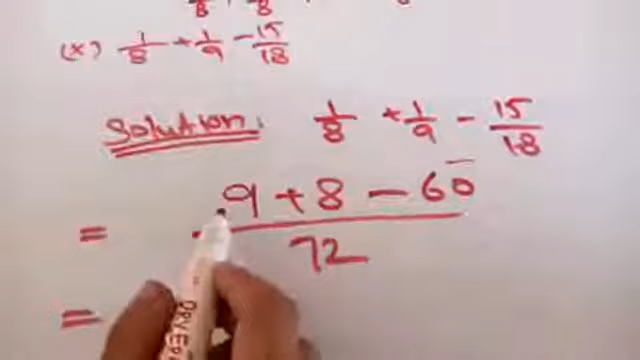 (x) 1/8 + 1/9 - 15/18
Solution: 1/8 + 1/9 - 15/18
= 9 + 8 - 60 / 72
=